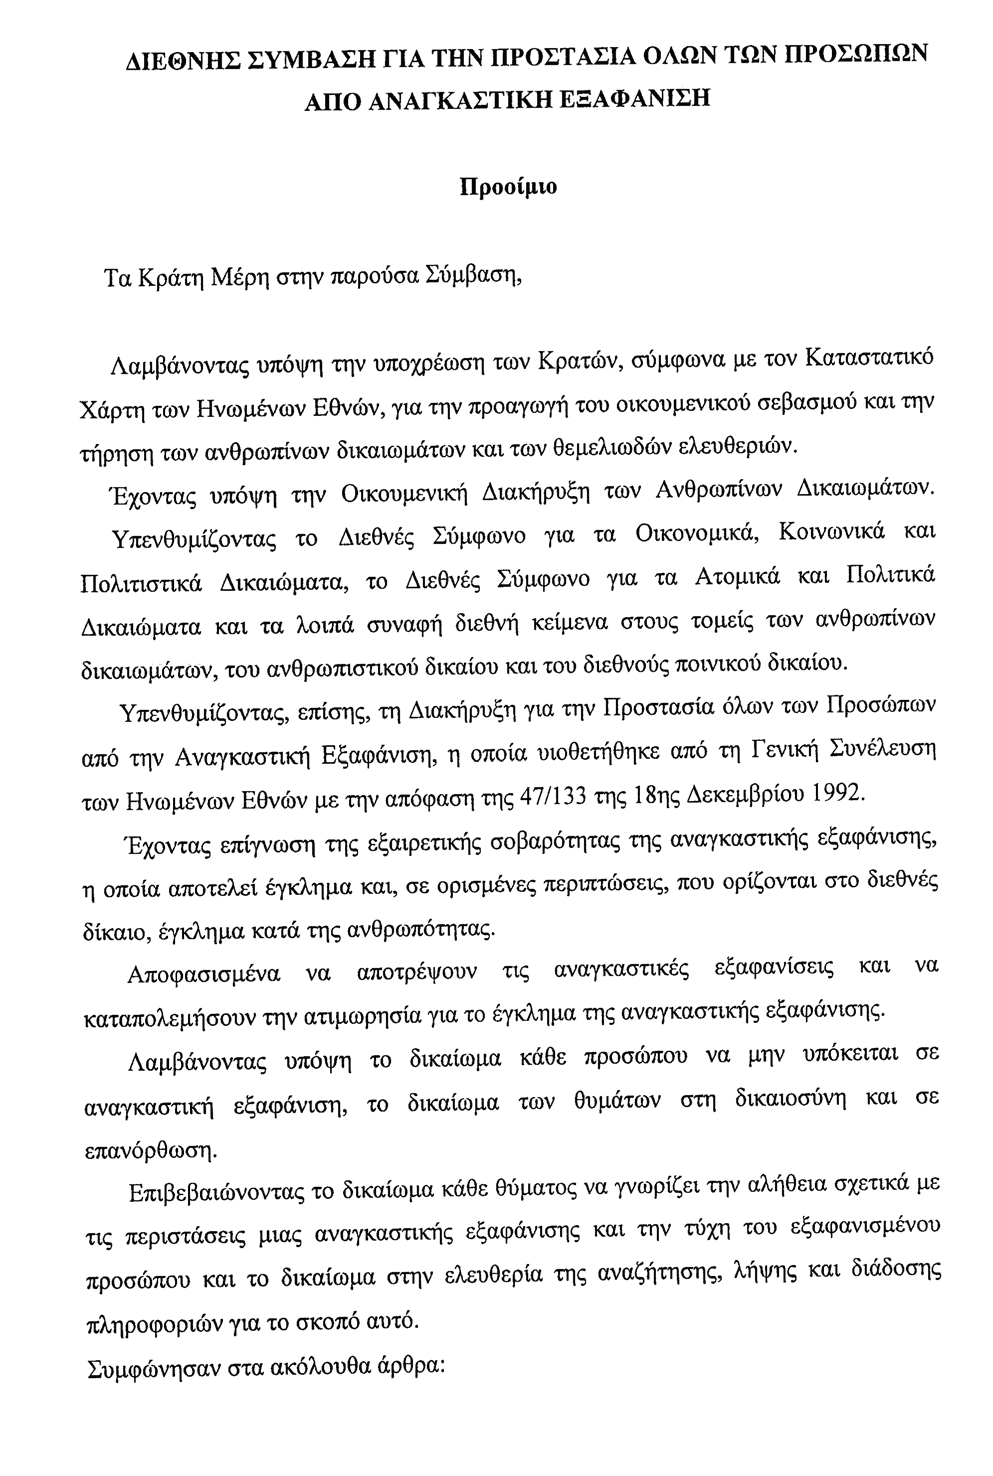 ΔΙΕΘΝΗΣ ΣΥΜΒΑΣΗ ΓΙΑ ΤΗΝ ΠΡΟΣΤΑΣΙΑ ΟΛΩΝ ΤΩΝ ΠΡΟΣΩΠΩΝ
ΑΠΟ ΑΝΑΓΚΑΣΤΙΚΗ ΕΞΑΦΑΝΙΣΗ
Προοίμιο
Τα Κράτη Μέρη στην παρούσα Σύμβαση,
Λαμβάνοντας υπόψη την υποχρέωση των Κρατών, σύμφωνα με τον Καταστατικό
Χάρτη των Ηνωμένων Εθνών, για την προαγωγή του οικουμενικού σεβασμού και την
τήρηση των ανθρωπίνων δικαιωμάτων και των θεμελιωδών ελευθεριών.
Έχοντας υπόψη την Οικουμενική Διακήρυξη των Ανθρωπίνων Δικαιωμάτων.
Υπενθυμίζοντας το Διεθνές Σύμφωνο για τα Οικονομικά, Κοινωνικά και
Πολιτιστικά Δικαιώματα, το Διεθνές Σύμφωνο για τα Ατομικά και Πολιτικά
Δικαιώματα και τα λοιπά συναφή διεθνή κείμενα στους τομείς των ανθρωπίνων
δικαιωμάτων, του ανθρωπιστικού δικαίου και του διεθνούς ποινικού δικαίου.
Υπενθυμίζοντας, επίσης, τη Διακήρυξη για την Προστασία όλων των Προσώπων
από την Αναγκαστική Εξαφάνιση, η οποία υιοθετήθηκε από τη Γενική Συνέλευση
των Ηνωμένων Εθνών με την απόφαση της 47/133 της 18ης Δεκεμβρίου 1992.
Έχοντας επίγνωση της εξαιρετικής σοβαρότητας της αναγκαστικής εξαφάνισης,
η οποία αποτελεί έγκλημα και, σε ορισμένες περιπτώσεις, που ορίζονται στο διεθνές
δίκαιο, έγκλημα κατά της ανθρωπότητας.
Αποφασισμένα να αποτρέψουν τις αναγκαστικές εξαφανίσεις και να
καταπολεμήσουν την ατιμωρησία για το έγκλημα της αναγκαστικής εξαφάνισης.
Λαμβάνοντας υπόψη το δικαίωμα κάθε προσώπου να μην υπόκειται σε
αναγκαστική εξαφάνιση, το δικαίωμα των θυμάτων στη δικαιοσύνη και σε
επανόρθωση.
Επιβεβαιώνοντας το δικαίωμα κάθε θύματος να γνωρίζει την αλήθεια σχετικά με
τις περιστάσεις μιας αναγκαστικής εξαφάνισης και την τύχη του εξαφανισμένου
προσώπου και το δικαίωμα στην ελευθερία της αναζήτησης, λήψης και διάδοσης
πληροφοριών για το σκοπό αυτό.
Συμφώνησαν στα ακόλουθα άρθρα: